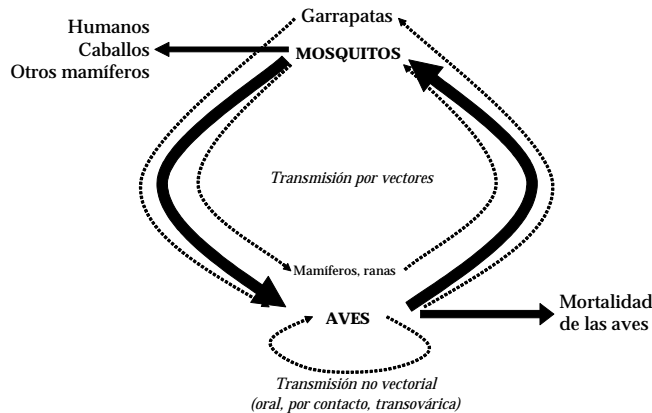 Garrapatas
Humanos
Caballos
Otros mamíferos
MOSQUITOS
Transmisión por vectores
Mamíferos, ranas
AVES
Mortalidad
de las aves
Transmisión no vectorial
(oral, por contacto, transovárica)